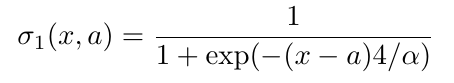 σ₁(x, a) = 1 / (1 + exp(−(x − a)4/α))